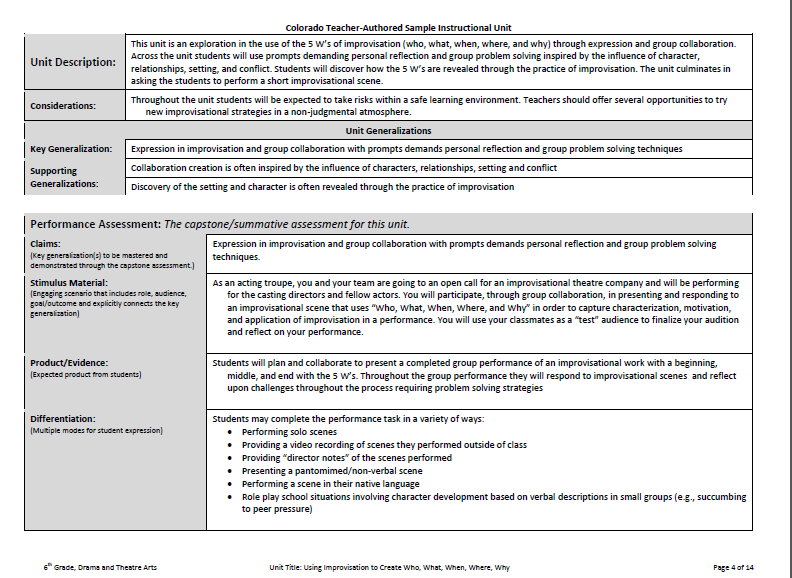 Colorado Teacher-Authored Sample Instructional Unit
Unit Description:
This unit is an exploration in the use of the 5 W's of improvisation (who, what, when, where, and why) through expression and group collaboration.
Across the unit students will use prompts demanding personal reflection and group problem solving inspired by the influence of character,
relationships, setting, and conflict. Students will discover how the 5 W's are revealed through the practice of improvisation. The unit culminates in
asking the students to perform a short improvisational scene.
Considerations:
Throughout the unit students will be expected to take risks within a safe learning environment. Teachers should offer several opportunities to try
new improvisational strategies in a non-judgmental atmosphere.
Unit Generalizations
Key Generalization:
Expression in improvisation and group collaboration with prompts demands personal reflection and group problem solving techniques
Supporting
Generalizations:
Collaboration creation is often inspired by the influence of characters, relationships, setting and conflict
Discovery of the setting and character is often revealed through the practice of improvisation
Performance Assessment: The capstone/summative assessment for this unit.
Claims:
(Key generalization(s) to be mastered and
demonstrated through the capstone assessment.)
Expression in improvisation and group collaboration with prompts demands personal reflection and group problem solving
techniques.
Stimulus Material:
(Engaging scenario that includes role, audience,
goal/outcome and explicitly connects the key
generalization)
As an acting troupe, you and your team are going to an open call for an improvisational theatre company and will be performing
for the casting directors and fellow actors. You will participate, through group collaboration, in presenting and responding to
an improvisational scene that uses “Who, What, When, Where, and Why” in order to capture characterization, motivation,
and application of improvisation in a performance. You will use your classmates as a “test” audience to finalize your audition
and reflect on your performance.
Product/Evidence:
(Expected product from students)
Students will plan and collaborate to present a completed group performance of an improvisational work with a beginning,
middle, and end with the 5 W's. Throughout the group performance they will respond to improvisational scenes and reflect
upon challenges throughout the process requiring problem solving strategies
Differentiation:
(Multiple modes for student expression)
Students may complete the performance task in a variety of ways:
• Performing solo scenes
• Providing a video recording of scenes they performed outside of class
• Providing “director notes” of the scenes performed
• Presenting a pantomimed/non-verbal scene
• Performing a scene in their native language
• Role play school situations involving character development based on verbal descriptions in small groups (e.g., succumbing
to peer pressure)
6th Grade, Drama and Theatre Arts
Unit Title: Using Improvisation to Create Who, What, When, Where, Why
Page 4 of 14